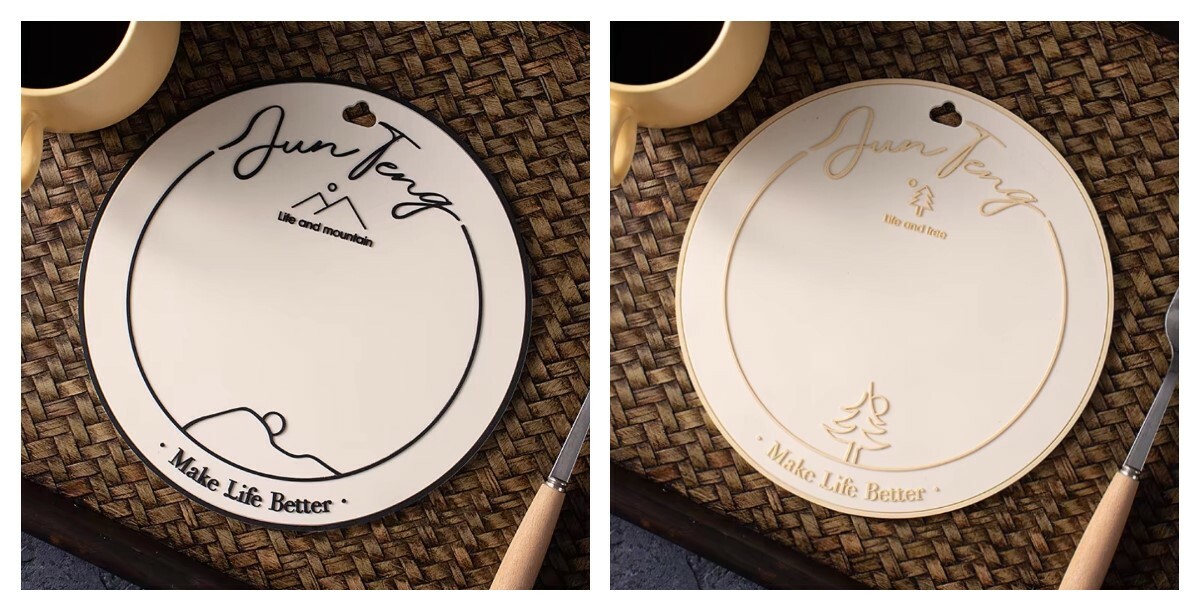 Jun Teng
Life and mountain
· Make Life Better ·
Jun Teng
life and tree
· Make Life Better ·